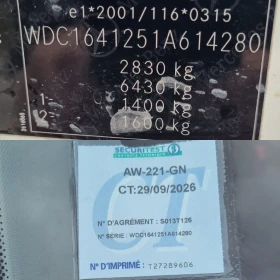 e1*2001/116*0315
WDC1641251A614280
2830 kg
6430 kg
1- 1400 kg
2- 1600 kg
SECURITEST
AW-221-GN
CT:29/09/2026
N° D'AGRÉMENT : S013T126
N° SERIE : WDC1641251A614280
N° D'IMPRIMÉ : T27289606